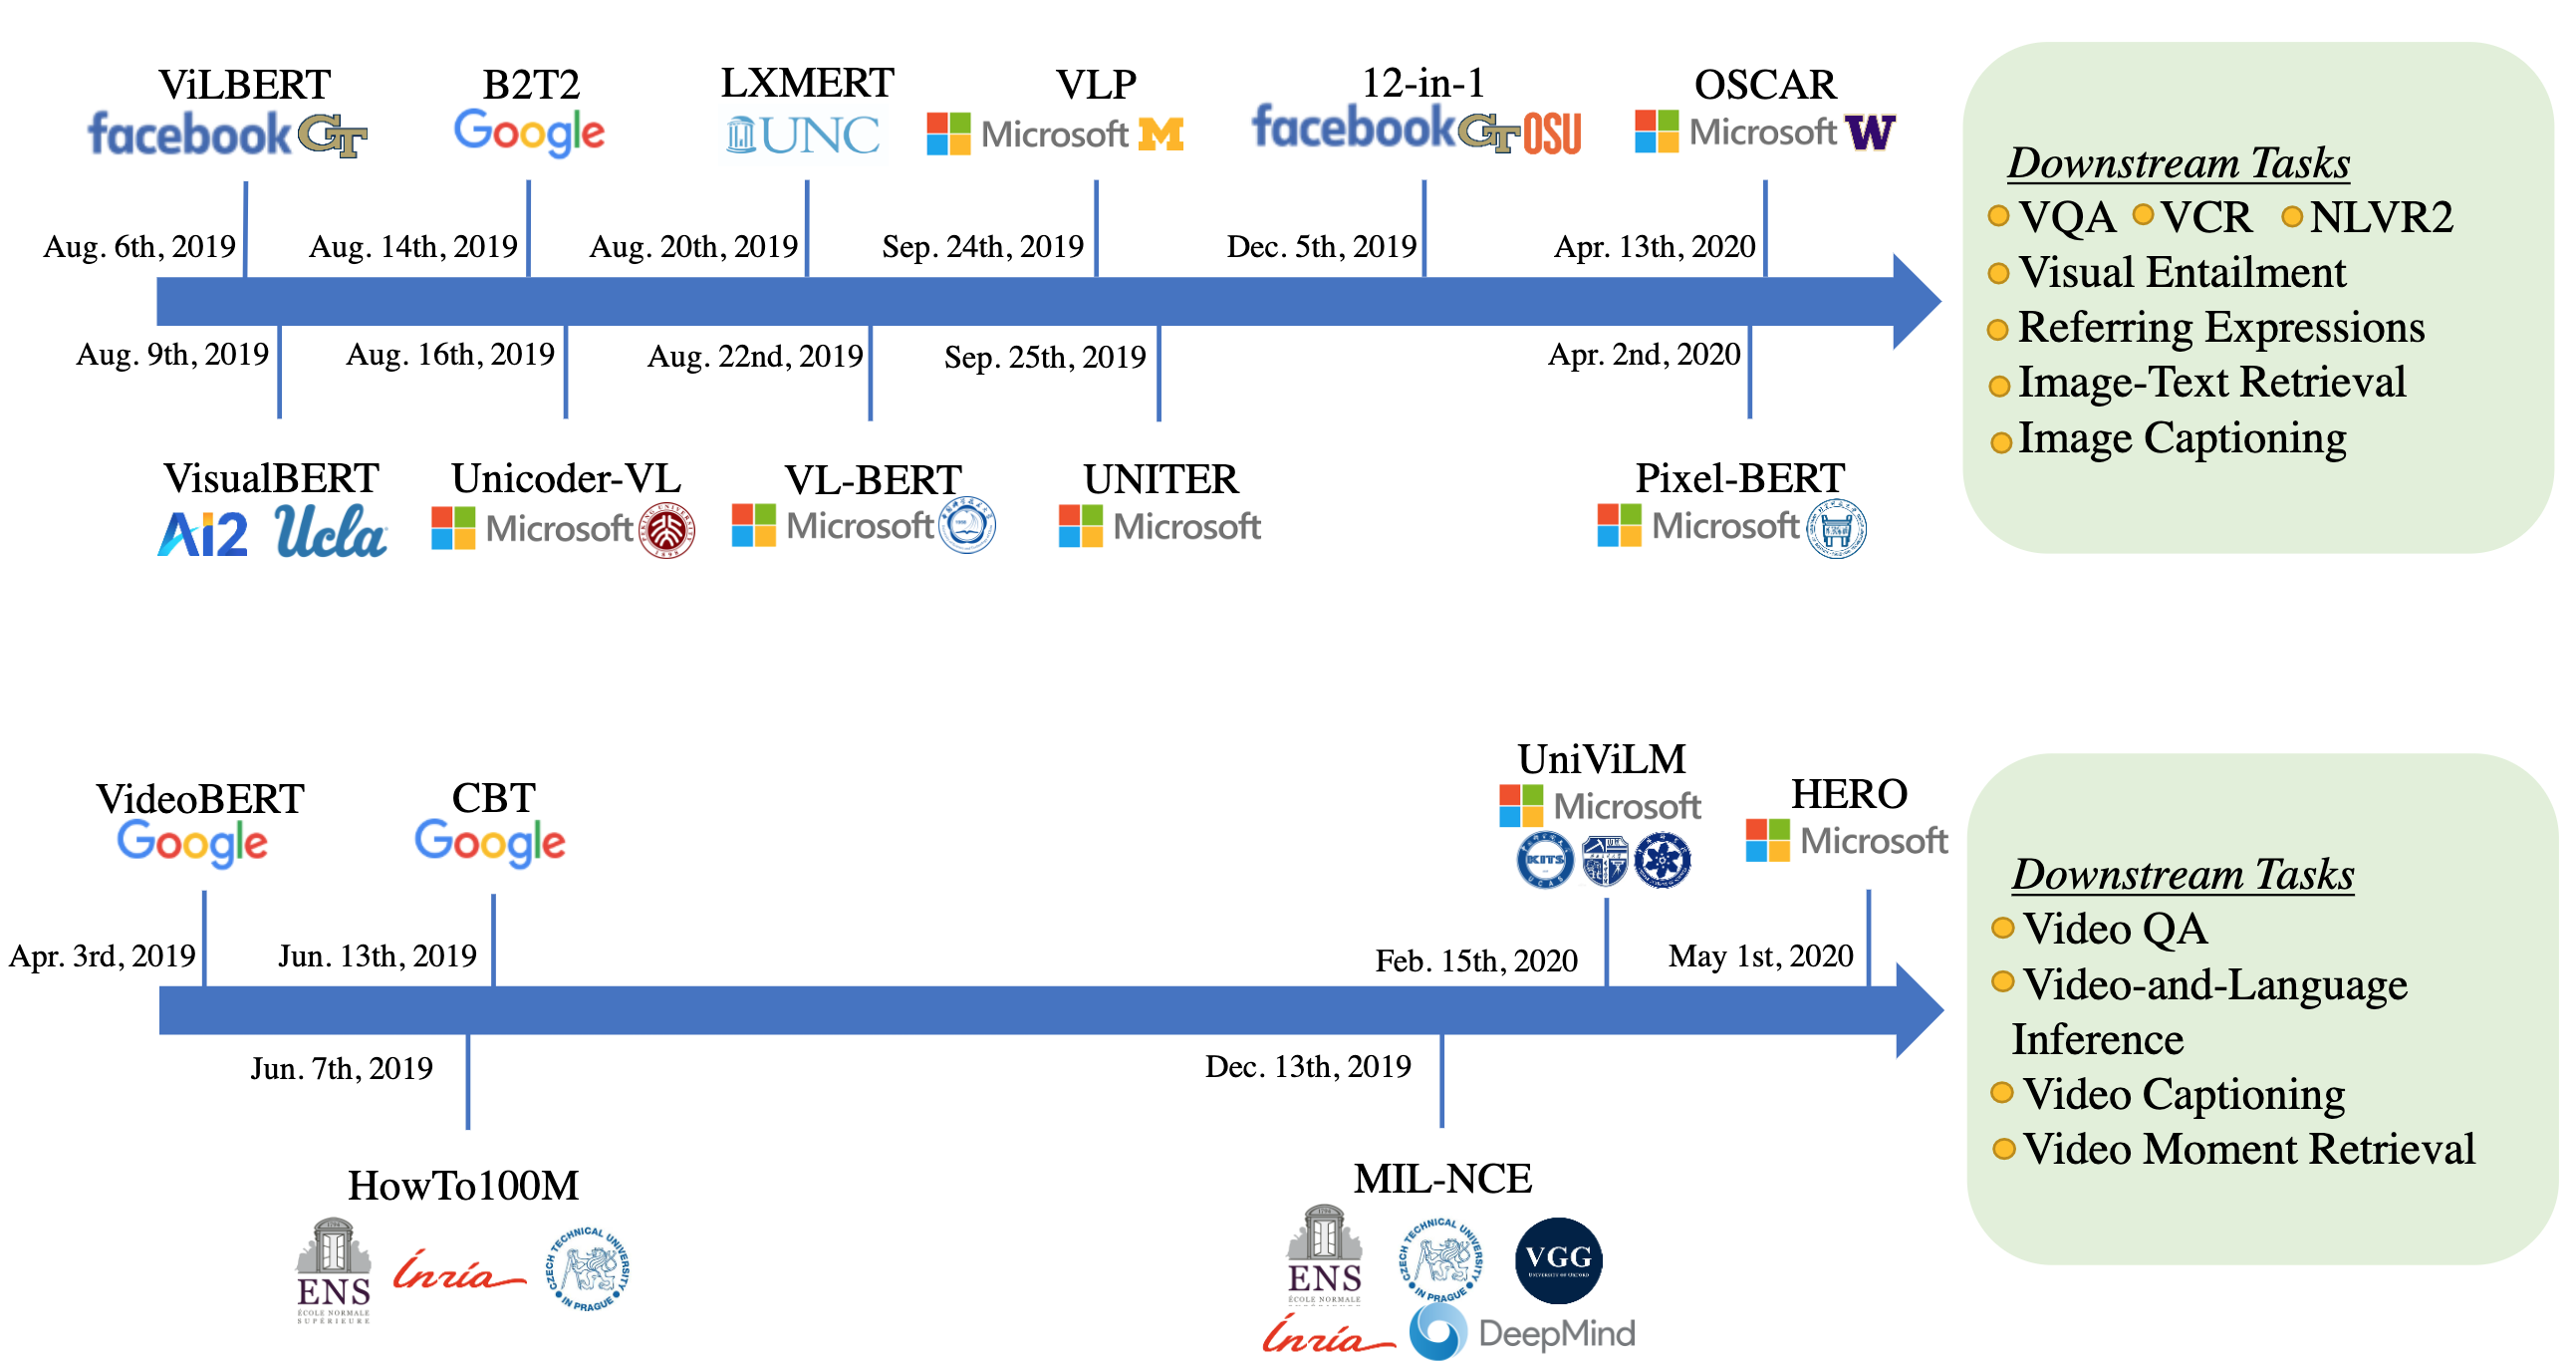 ViLBERT
facebook GT
B2T2
Google
LXMERT
UNC
VLP
Microsoft M
12-in-1
facebook GT OSU
OSCAR
Microsoft W
Aug. 6th, 2019
Aug. 14th, 2019
Aug. 20th, 2019
Sep. 24th, 2019
Dec. 5th, 2019
Apr. 13th, 2020
Aug. 9th, 2019
Aug. 16th, 2019
Aug. 22nd, 2019
Sep. 25th, 2019
Apr. 2nd, 2020
VisualBERT
Ai2 Ucla
Unicoder-VL
Microsoft
VL-BERT
Microsoft
UNITER
Microsoft
Pixel-BERT
Microsoft
Downstream Tasks
VQA VCR NLVR2
Visual Entailment
Referring Expressions
Image-Text Retrieval
Image Captioning
VideoBERT
Google
CBT
Google
UniViLM
Microsoft
KITS
UCAS
HERO
Microsoft
Apr. 3rd, 2019
Jun. 13th, 2019
Feb. 15th, 2020
May 1st, 2020
Jun. 7th, 2019
Dec. 13th, 2019
HowTo100M
ENS
ÉCOLE NORMALE
SUPÉRIEURE
Inría
CZECH TECHNICAL UNIVERSITY
IN PRAGUE
MIL-NCE
ENS
CZECH TECHNICAL UNIVERSITY
IN PRAGUE
VGG
UNIVERSITY OF OXFORD
Inría
DeepMind
Downstream Tasks
Video QA
Video-and-Language
Inference
Video Captioning
Video Moment Retrieval